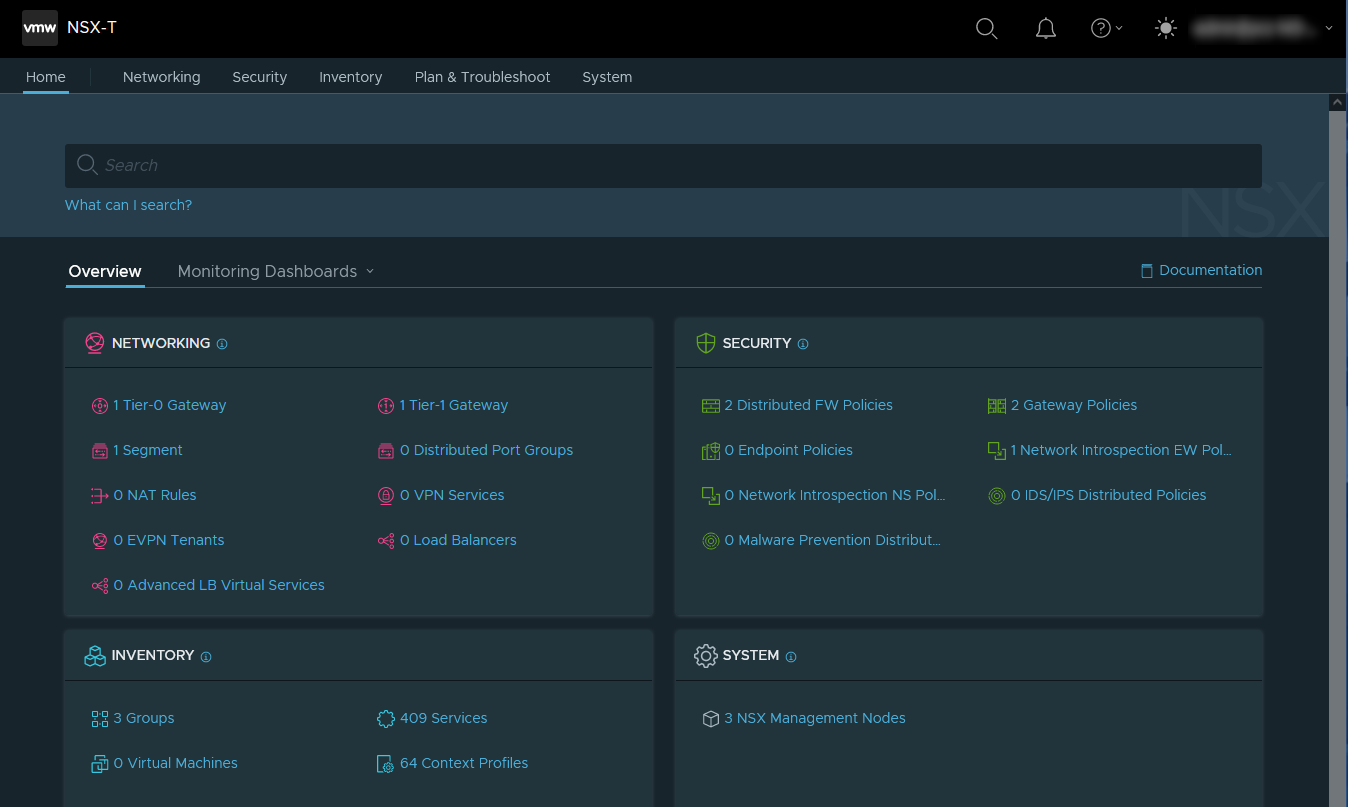 vmw NSX-T
Home Networking Security Inventory Plan & Troubleshoot System
Search
What can I search?
NSX
Overview Monitoring Dashboards Documentation
NETWORKING
1 Tier-0 Gateway 1 Tier-1 Gateway
1 Segment 0 Distributed Port Groups
0 NAT Rules 0 VPN Services
0 EVPN Tenants 0 Load Balancers
0 Advanced LB Virtual Services
SECURITY
2 Distributed FW Policies 2 Gateway Policies
0 Endpoint Policies 1 Network Introspection EW Pol...
0 Network Introspection NS Pol... 0 IDS/IPS Distributed Policies
0 Malware Prevention Distribut...
INVENTORY
3 Groups 409 Services
0 Virtual Machines 64 Context Profiles
SYSTEM
3 NSX Management Nodes